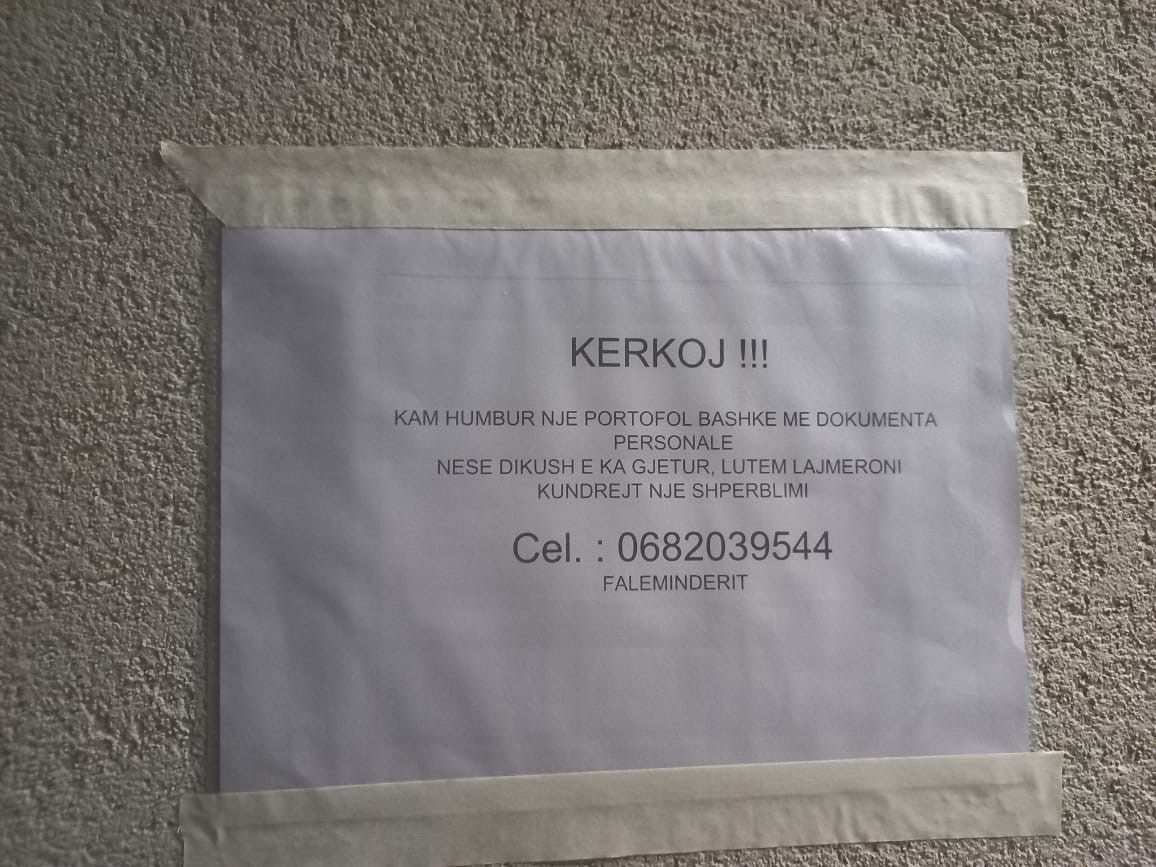 KERKOJ !!!
KAM HUMBUR NJE PORTOFOL BASHKE ME DOKUMENTA
PERSONALE
NESE DIKUSH E KA GJETUR, LUTEM LAJMERONI
KUNDREJT NJE SHPERBLIMI
Cel. : 0682039544
FALEMINDERIT